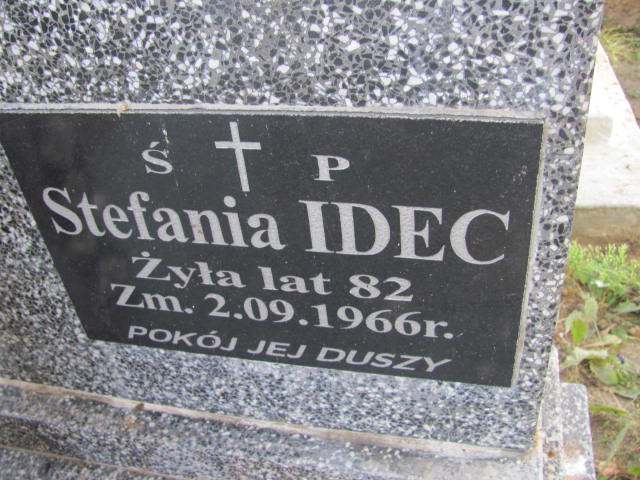 Ś P
Stefania IDEC
Żyła lat 82
Zm. 2.09.1966r.
POKÓJ JEJ DUSZY